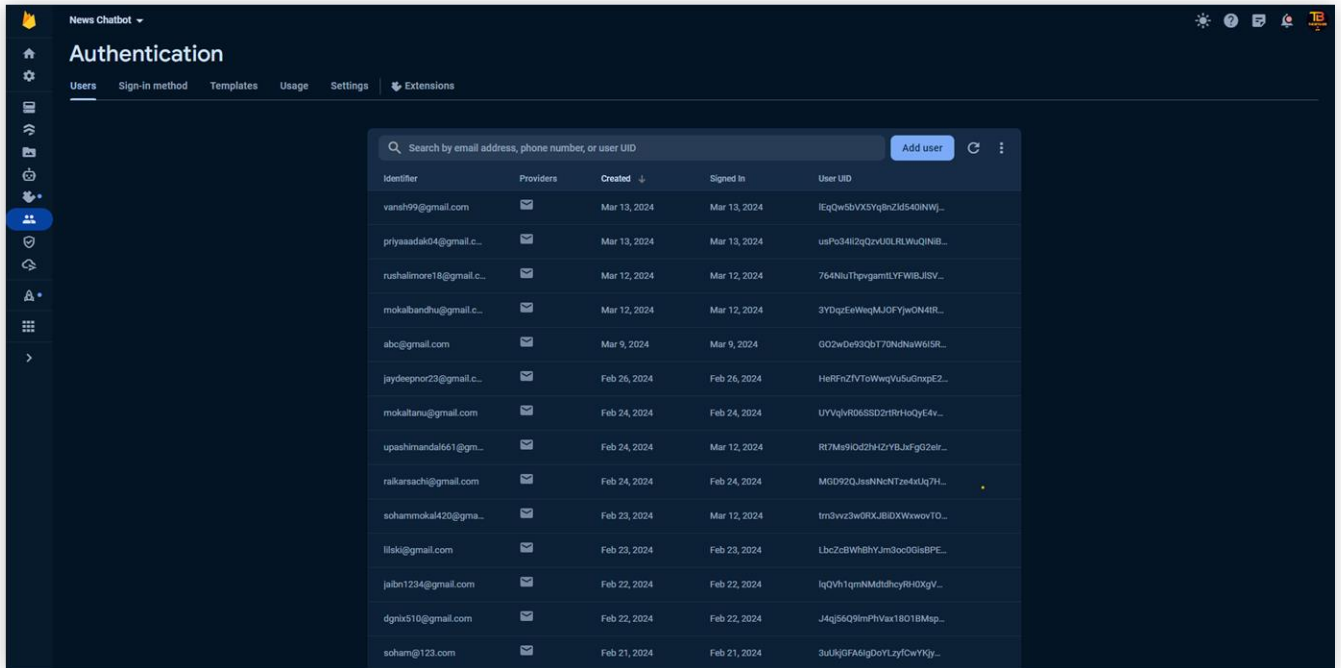 News Chatbot
Authentication
Users Sign-in method Templates Usage Settings Extensions
Search by email address, phone number, or user UID Add user
Identifier Providers Created Signed In User UID
vansh99@gmail.com Mar 13, 2024 Mar 13, 2024 lEqQw5bVX5Yq8nZld540iNWj...
priyaaadak04@gmail.c... Mar 13, 2024 Mar 13, 2024 usPo34Ii2qQzvU0LRLWuQINiB...
rushalimore18@gmail.c... Mar 12, 2024 Mar 12, 2024 764NIuThpvgamtLYFWIBJlSV...
mokalbandhu@gmail.c... Mar 12, 2024 Mar 12, 2024 3YDqzEeWeqMJOFYjwON4tR...
abc@gmail.com Mar 9, 2024 Mar 9, 2024 GO2wDe93QbT70NdNaW6I5R...
jaydeepnor23@gmail.c... Feb 26, 2024 Feb 26, 2024 HeRFnZfVToWwqVu5uGnxpE2...
mokaltanu@gmail.com Feb 24, 2024 Feb 24, 2024 UYVqlvR06SSD2rtRrHoQyE4v...
upashimandal661@gm... Feb 24, 2024 Mar 12, 2024 Rt7Ms9iOd2hHZrYBJxFgG2eIr...
raikarsachi@gmail.com Feb 24, 2024 Feb 24, 2024 MGD92QJssNNcNTze4xUq7H...
sohammokal420@gma... Feb 23, 2024 Mar 12, 2024 trn3vvz3w0RXJBiDXWxwovTO...
lilski@gmail.com Feb 23, 2024 Feb 23, 2024 LbcZcBWhBhYJm3oc0GisBPE...
jaibn1234@gmail.com Feb 22, 2024 Feb 22, 2024 lqQVh1qmNMdtdhcyRH0XgV...
dgnix510@gmail.com Feb 22, 2024 Feb 22, 2024 J4qj56Q9lmPhVax18O1BMsp...
soham@123.com Feb 21, 2024 Feb 21, 2024 3uUkjGFA6IgDoYLzyfCwYKjy...